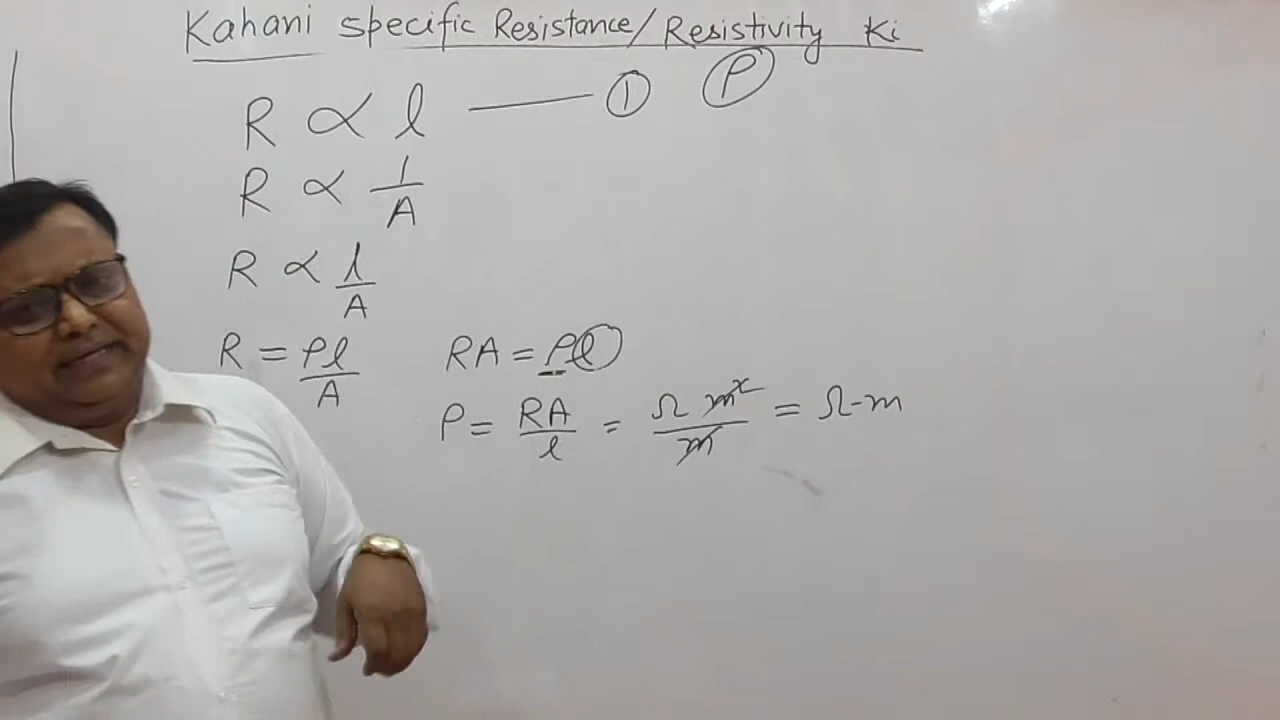 Kahani specific Resistance/Resistivity Ki
R ∝ l —— ① Ⓟ
R ∝ 1/A
R ∝ l/A
R = ρl/A RA = ρl
ρ = RA/l = Ω m²/m = Ω-m